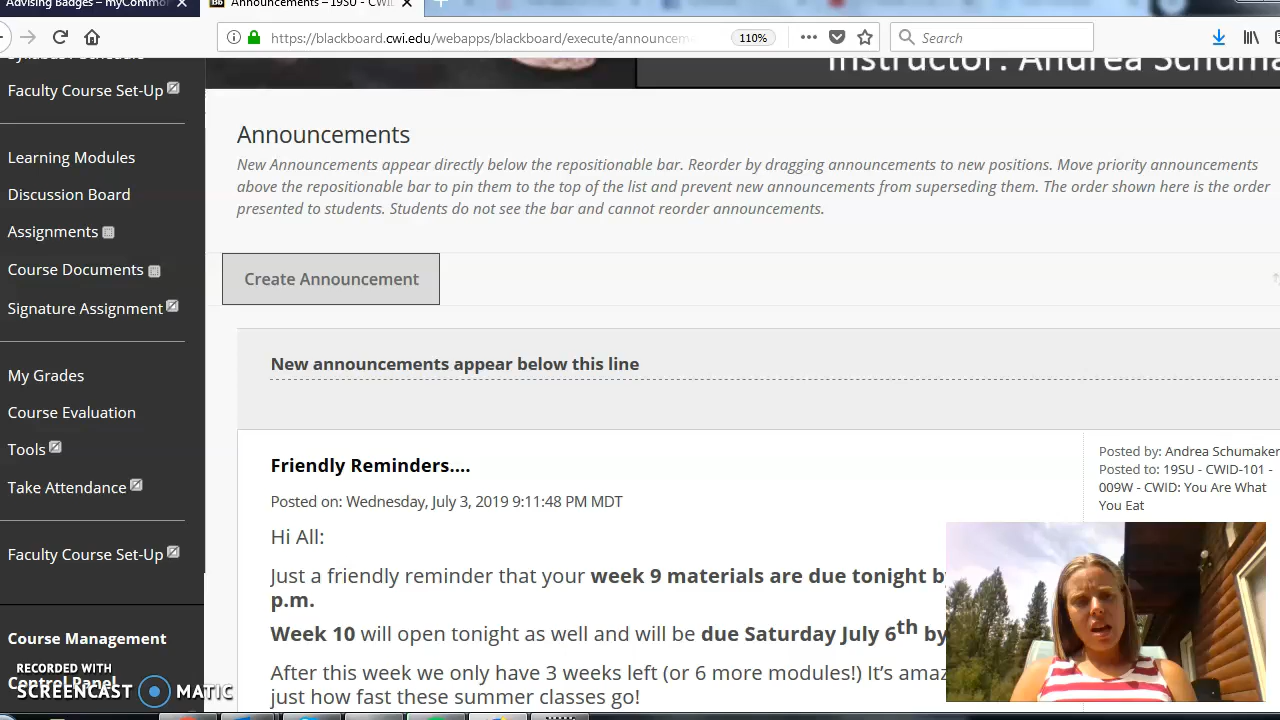 Advising Badges – myCommo
Announcements – 19SU - CWI
https://blackboard.cwi.edu/webapps/blackboard/execute/announcem
110%
Search
Instructor: Andrea Schuma
Faculty Course Set-Up
Learning Modules
Discussion Board
Assignments
Course Documents
Signature Assignment
My Grades
Course Evaluation
Tools
Take Attendance
Faculty Course Set-Up
Course Management
Control Panel
RECORDED WITH
SCREENCAST MATIC
Announcements
New Announcements appear directly below the repositionable bar. Reorder by dragging announcements to new positions. Move priority announcements
above the repositionable bar to pin them to the top of the list and prevent new announcements from superseding them. The order shown here is the order
presented to students. Students do not see the bar and cannot reorder announcements.
Create Announcement
New announcements appear below this line
Friendly Reminders....
Posted on: Wednesday, July 3, 2019 9:11:48 PM MDT
Hi All:
Just a friendly reminder that your week 9 materials are due tonight b
p.m.
Week 10 will open tonight as well and will be due Saturday July 6th by
After this week we only have 3 weeks left (or 6 more modules!) It's amaz
just how fast these summer classes go!
Posted by: Andrea Schumaker
Posted to: 19SU - CWID-101 -
009W - CWID: You Are What
You Eat